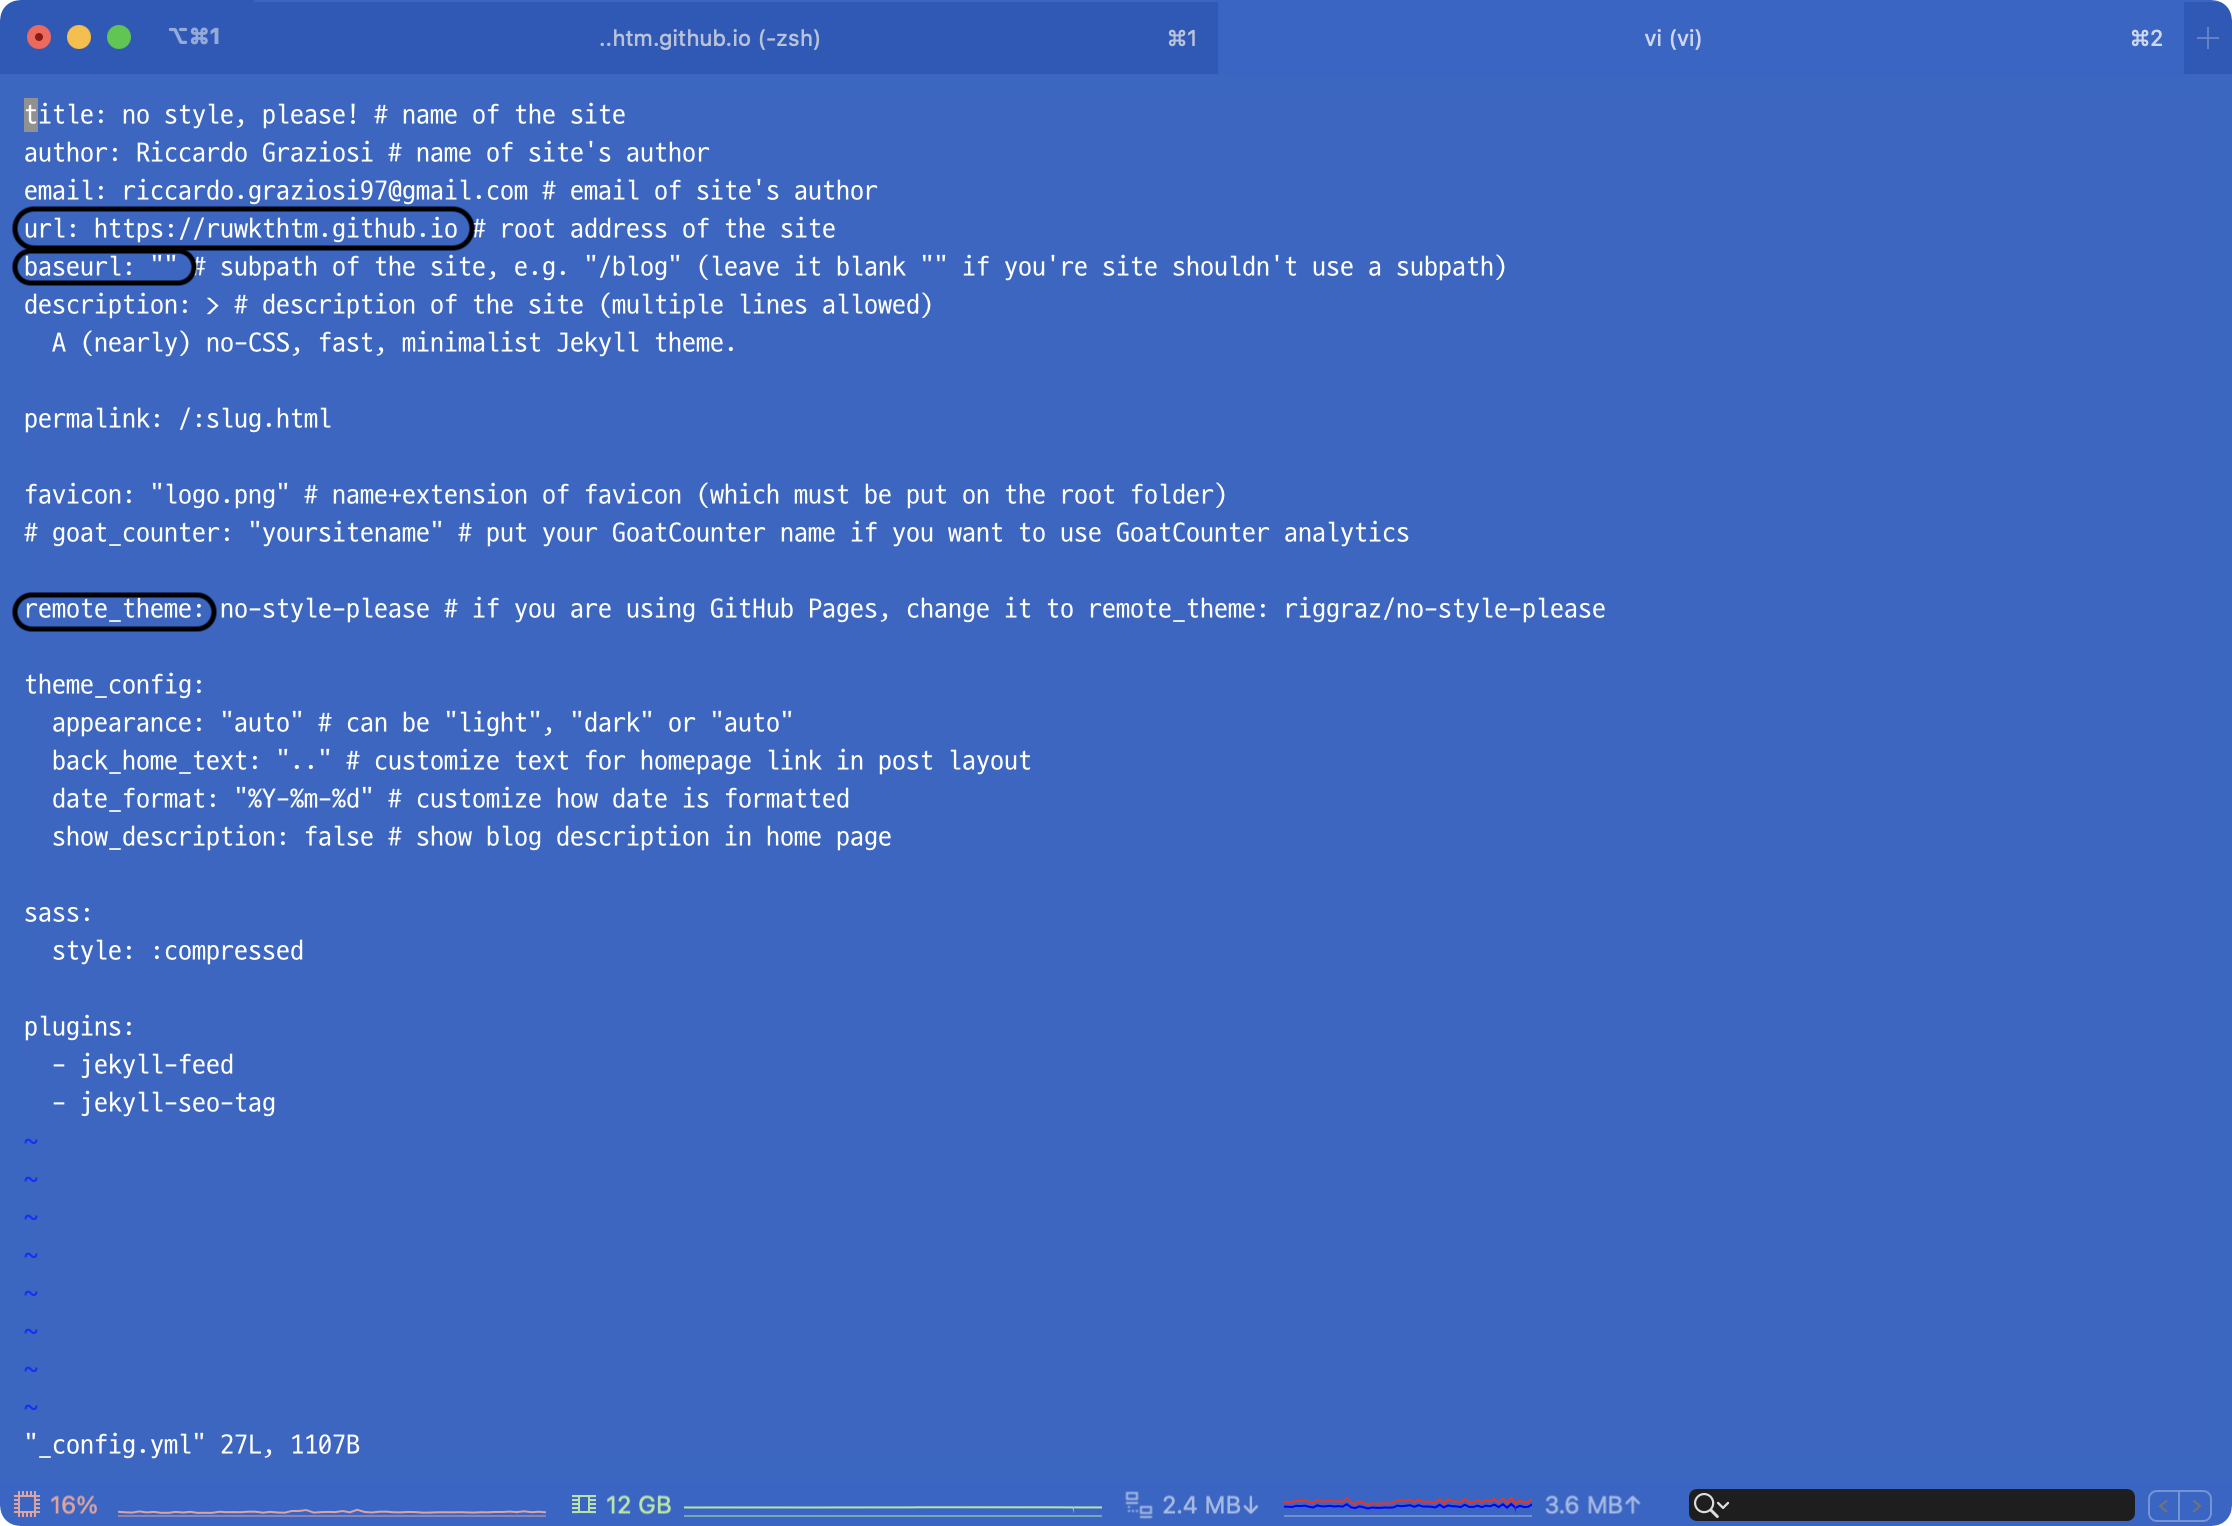 ⌥⌘1 ..htm.github.io (-zsh) ⌘1 vi (vi) ⌘2
title: no style, please! # name of the site
author: Riccardo Graziosi # name of site's author
email: riccardo.graziosi97@gmail.com # email of site's author
url: https://ruwkthtm.github.io # root address of the site
baseurl: "" # subpath of the site, e.g. "/blog" (leave it blank "" if you're site shouldn't use a subpath)
description: > # description of the site (multiple lines allowed)
  A (nearly) no-CSS, fast, minimalist Jekyll theme.
permalink: /:slug.html
favicon: "logo.png" # name+extension of favicon (which must be put on the root folder)
# goat_counter: "yoursitename" # put your GoatCounter name if you want to use GoatCounter analytics
remote_theme: no-style-please # if you are using GitHub Pages, change it to remote_theme: riggraz/no-style-please
theme_config:
  appearance: "auto" # can be "light", "dark" or "auto"
  back_home_text: ".." # customize text for homepage link in post layout
  date_format: "%Y-%m-%d" # customize how date is formatted
  show_description: false # show blog description in home page
sass:
  style: :compressed
plugins:
  - jekyll-feed
  - jekyll-seo-tag
~
~
~
~
~
~
~
~
"_config.yml" 27L, 1107B
16% 12 GB 2.4 MB↓ 3.6 MB↑